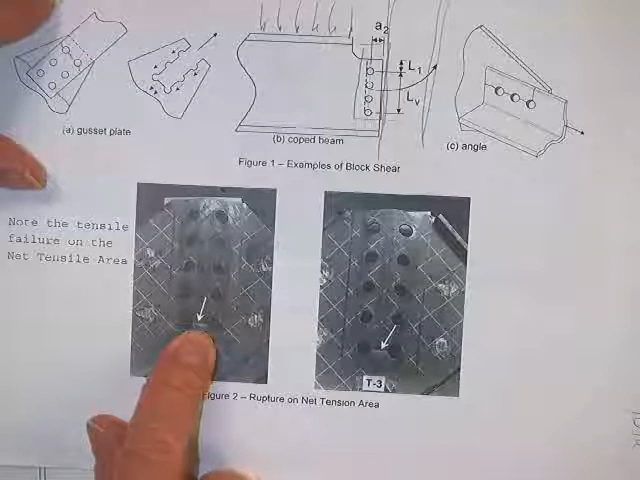 a2
L1
Lv
(a) gusset plate
(b) coped beam
(c) angle
Figure 1 – Examples of Block Shear
Note the tensile
failure on the
Net Tensile Area
T-3
igure 2 – Rupture on Net Tension Area